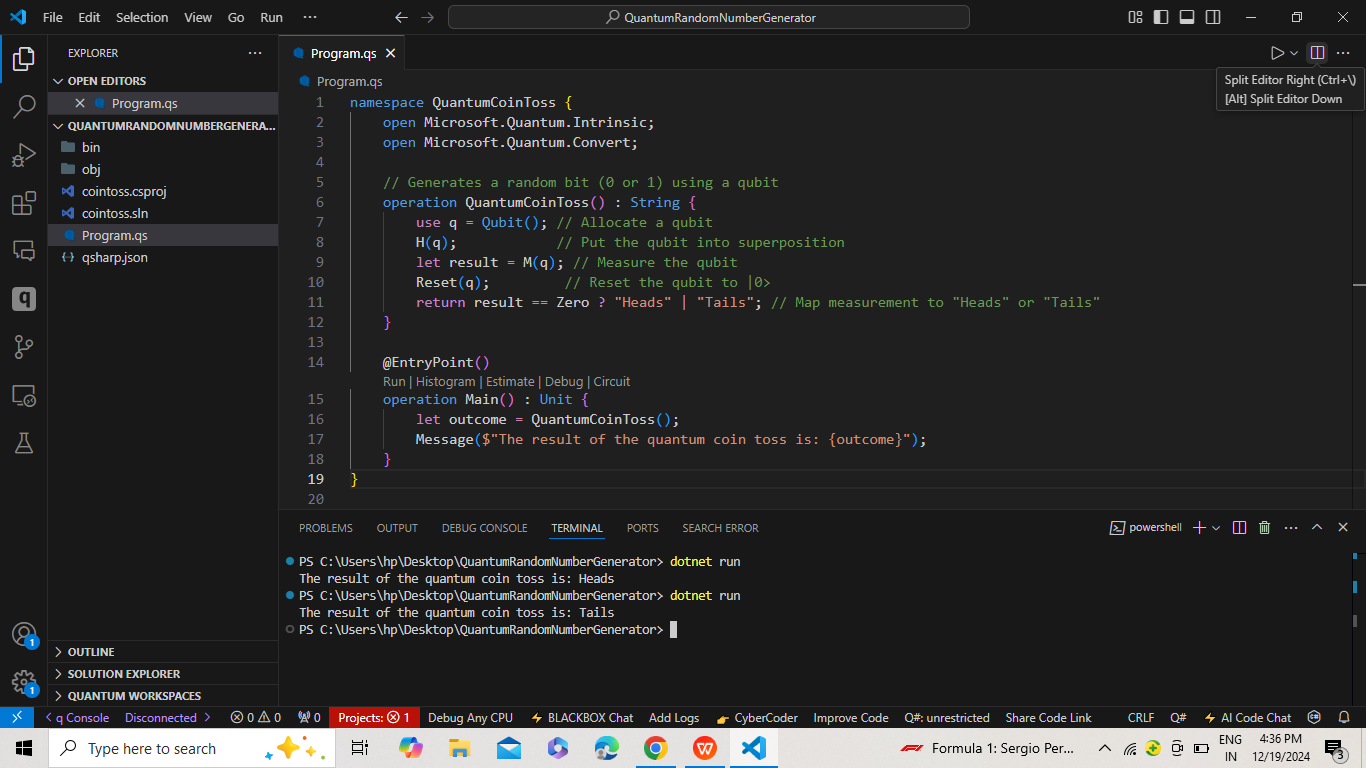 File Edit Selection View Go Run ··· QuantumRandomNumberGenerator
EXPLORER ···
OPEN EDITORS
Program.qs
QUANTUMRANDOMNUMBERGENERA...
bin
obj
cointoss.csproj
cointoss.sln
Program.qs
qsharp.json
OUTLINE
SOLUTION EXPLORER
QUANTUM WORKSPACES
q
1
1
Program.qs
Split Editor Right (Ctrl+\)
[Alt] Split Editor Down
Program.qs
1 namespace QuantumCoinToss {
2 open Microsoft.Quantum.Intrinsic;
3 open Microsoft.Quantum.Convert;
4
5 // Generates a random bit (0 or 1) using a qubit
6 operation QuantumCoinToss() : String {
7 use q = Qubit(); // Allocate a qubit
8 H(q); // Put the qubit into superposition
9 let result = M(q); // Measure the qubit
10 Reset(q); // Reset the qubit to |0>
11 return result == Zero ? "Heads" | "Tails"; // Map measurement to "Heads" or "Tails"
12 }
13
14 @EntryPoint()
Run | Histogram | Estimate | Debug | Circuit
15 operation Main() : Unit {
16 let outcome = QuantumCoinToss();
17 Message($"The result of the quantum coin toss is: {outcome}");
18 }
19 }
20
PROBLEMS OUTPUT DEBUG CONSOLE TERMINAL PORTS SEARCH ERROR powershell
PS C:\Users\hp\Desktop\QuantumRandomNumberGenerator> dotnet run
The result of the quantum coin toss is: Heads
PS C:\Users\hp\Desktop\QuantumRandomNumberGenerator> dotnet run
The result of the quantum coin toss is: Tails
PS C:\Users\hp\Desktop\QuantumRandomNumberGenerator>
q Console Disconnected 0 0 0 Projects: 1 Debug Any CPU BLACKBOX Chat Add Logs CyberCoder Improve Code Q#: unrestricted Share Code Link CRLF Q# AI Code Chat
Type here to search Formula 1: Sergio Per... ENG IN 4:36 PM 12/19/2024 3